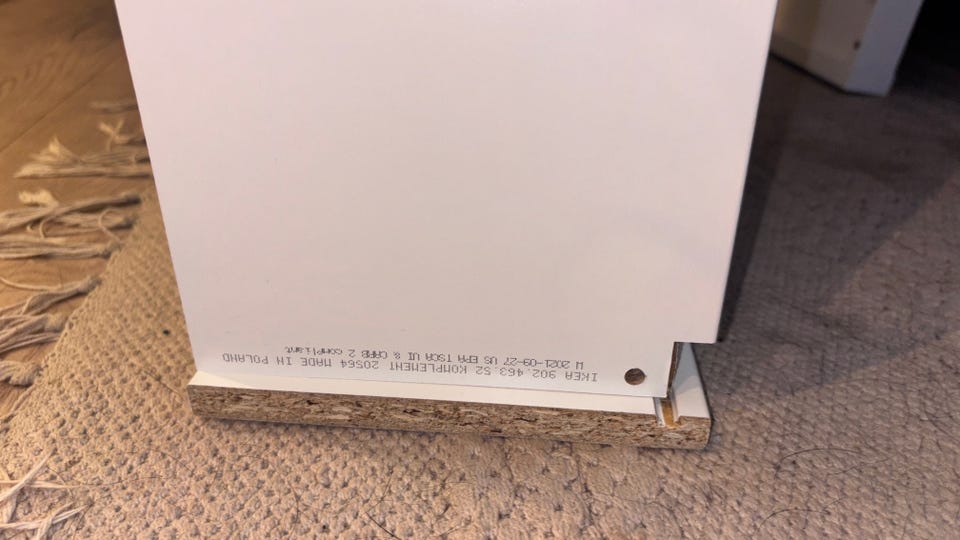 IKEA 902.463.52 KOMPLEMENT 20564 MADE IN POLAND
W 2021-09-27 US EPA TSCA VI & CARB 2 compliant